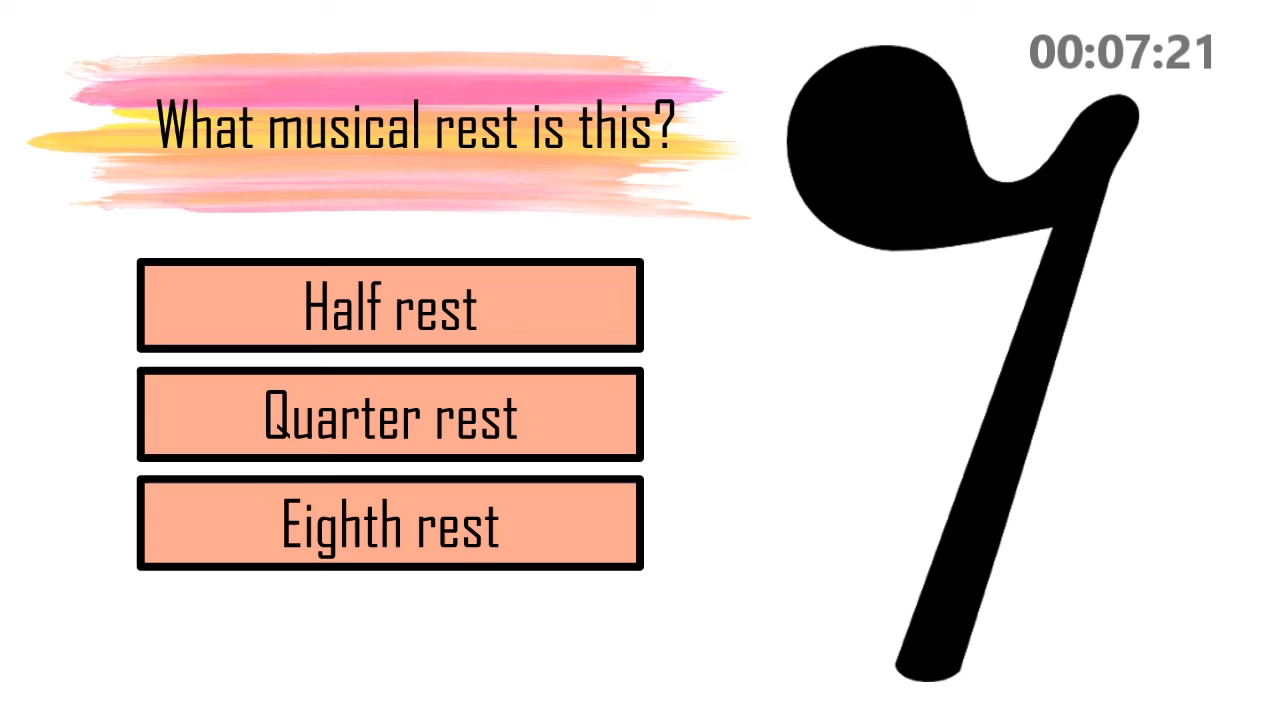 00:07:21
What musical rest is this?
Half rest
Quarter rest
Eighth rest